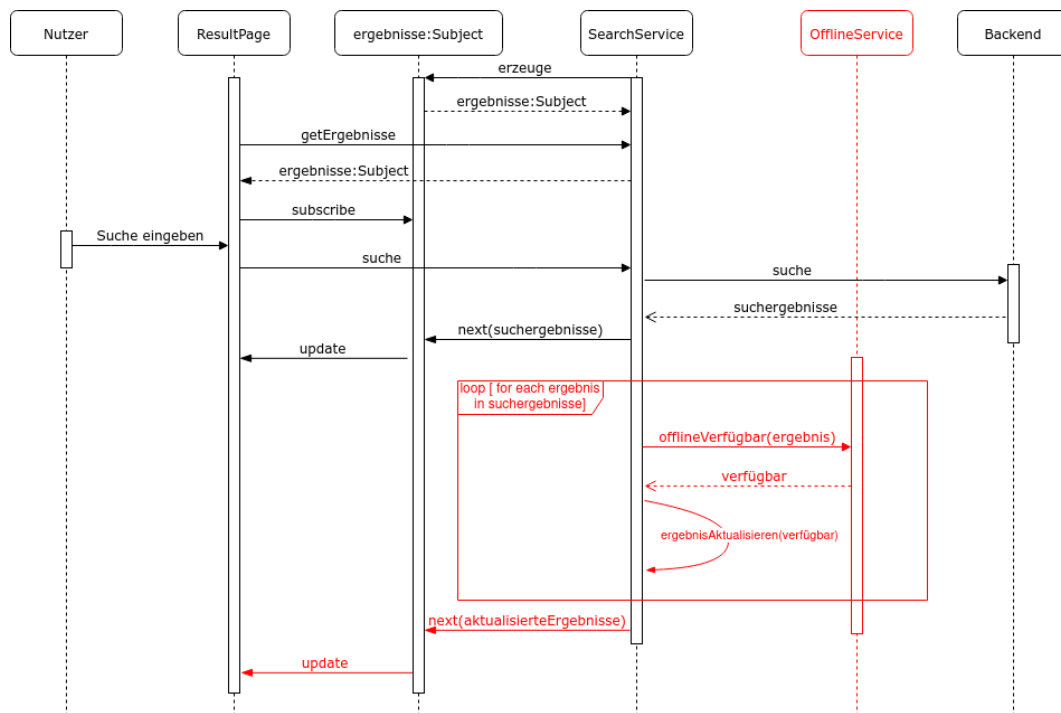 Nutzer
ResultPage
ergebnisse:Subject
SearchService
OfflineService
Backend
erzeuge
ergebnisse:Subject
getErgebnisse
ergebnisse:Subject
subscribe
Suche eingeben
suche
suche
suchergebnisse
next(suchergebnisse)
update
loop [ for each ergebnis
in suchergebnisse]
offlineVerfügbar(ergebnis)
verfügbar
ergebnisAktualisieren(verfügbar)
next(aktualisierteErgebnisse)
update